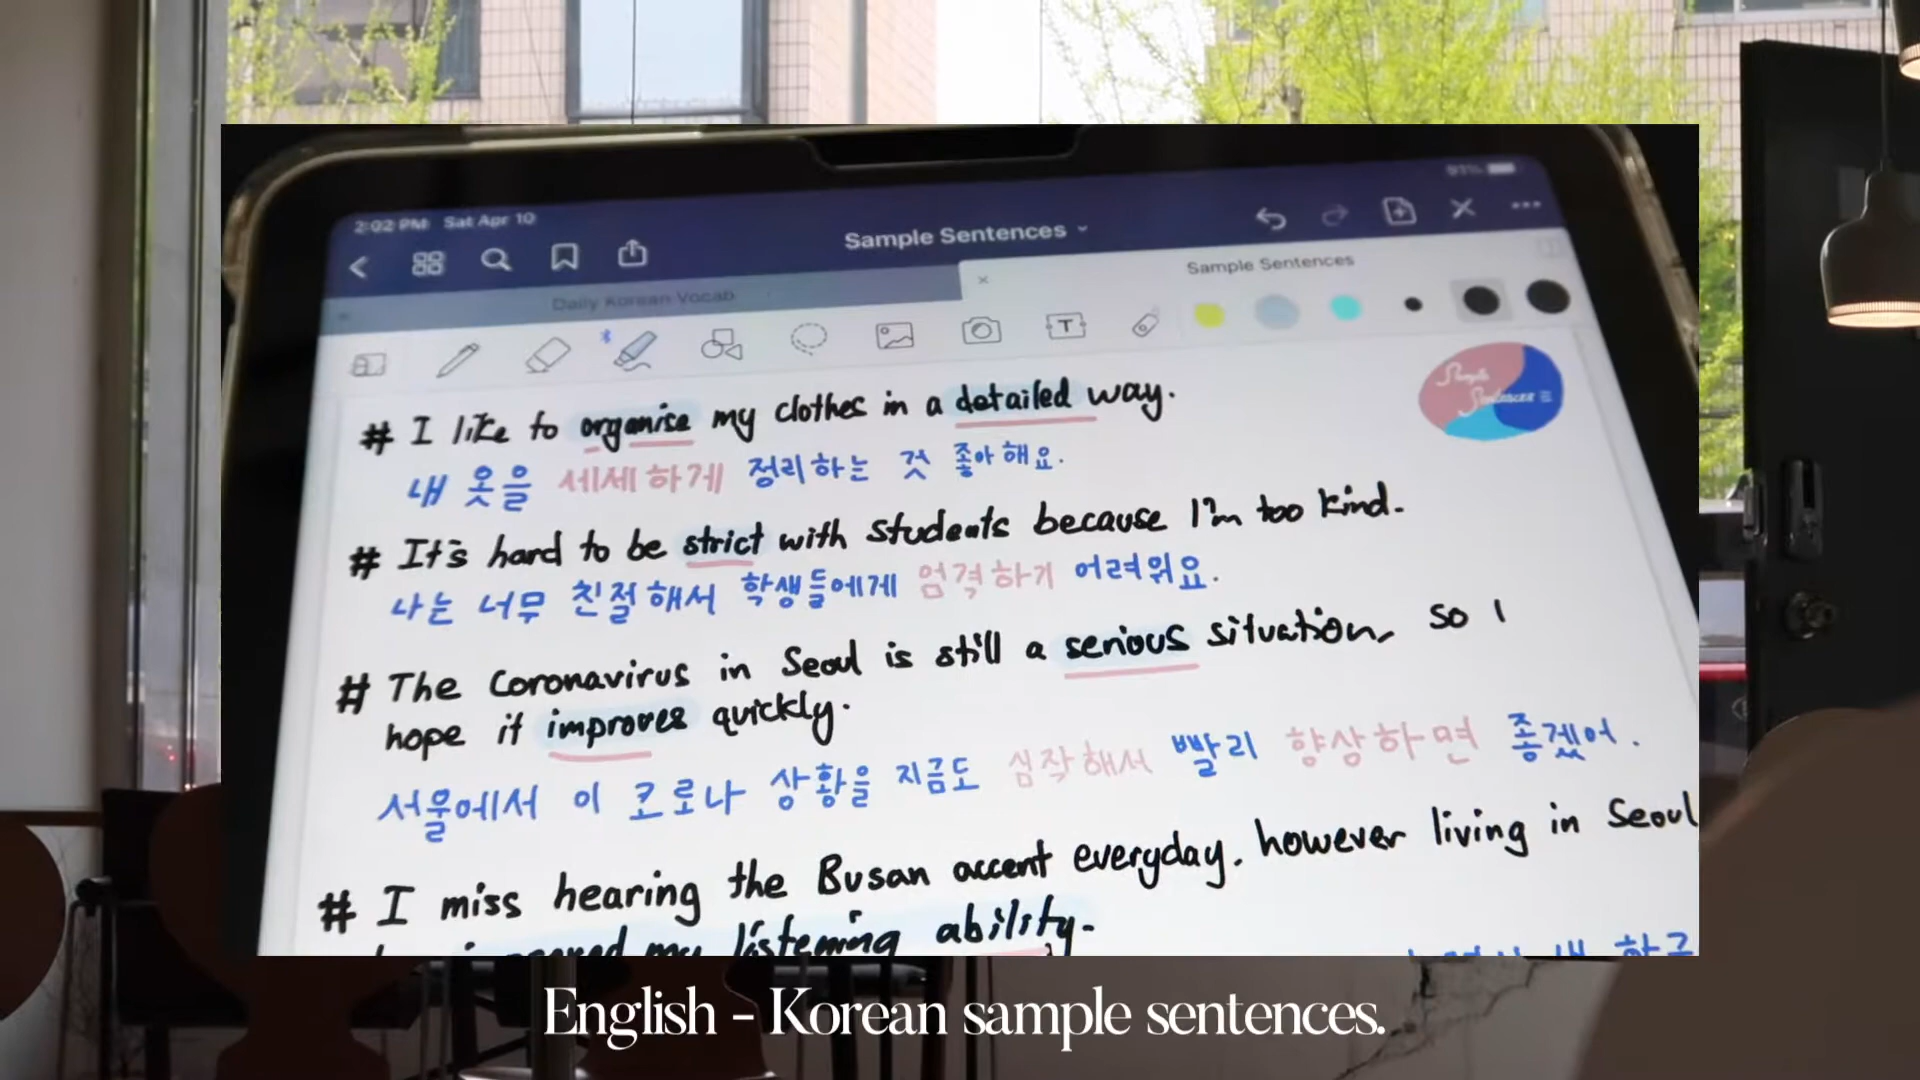 2:02 PM Sat Apr 10
91%
Sample Sentences
Daily Korean Vocab
Sample Sentences
T
Sample
Sentences
# I like to organise my clothes in a detailed way.
내 옷을 세세하게 정리하는 것 좋아해요.
# It's hard to be strict with students because I'm too kind.
나는 너무 친절해서 학생들에게 엄격하기 어려워요.
# The coronavirus in Seoul is still a serious situation, so I
hope it improves quickly.
서울에서 이 코로나 상황을 지금도 심작해서 빨리 향상하면 좋겠어.
# I miss hearing the Busan accent everyday. however living in Seoul
my listening ability.
English - Korean sample sentences.